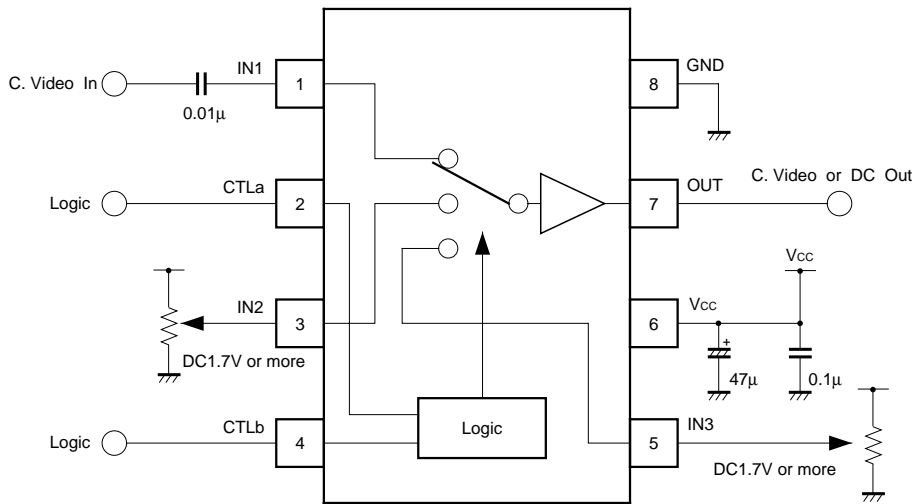 C. Video In
0.01μ
IN1
1
8
GND
Logic
CTLa
2
7
OUT
C. Video or DC Out
IN2
3
DC1.7V or more
6
VCC
VCC
+
47μ
0.1μ
Logic
CTLb
4
Logic
5
IN3
DC1.7V or more